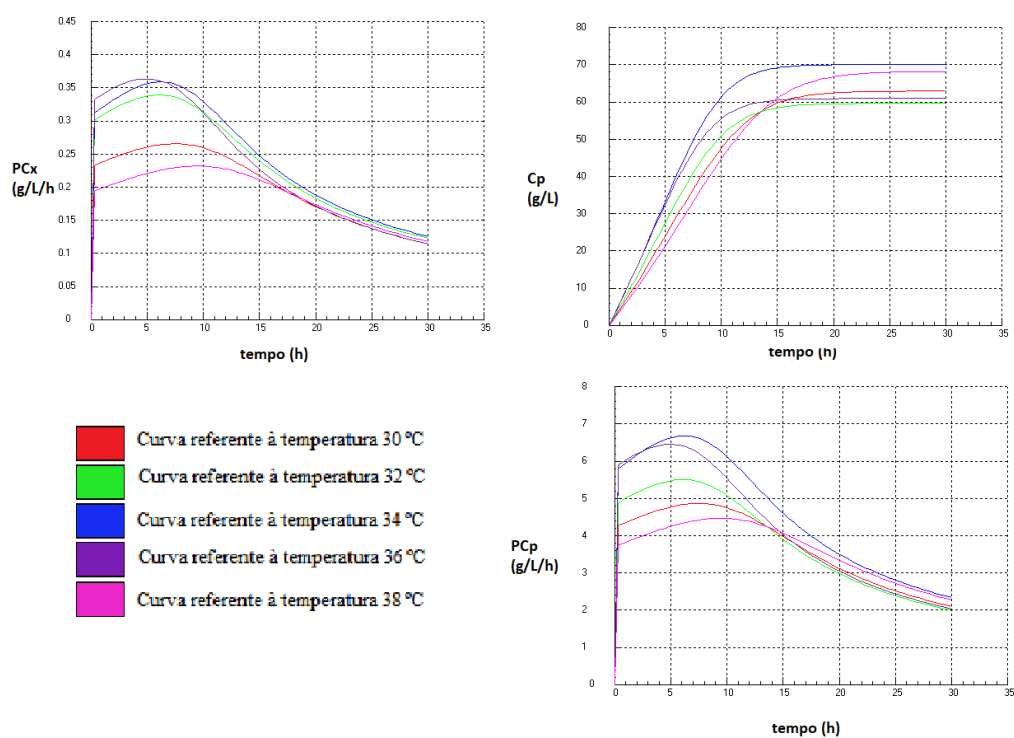 0.45
0.4
0.35
0.3
0.25
0.2
0.15
0.1
0.05
0
PCx
(g/L/h
0 5 10 15 20 25 30 35
tempo (h)
80
70
60
50
40
30
20
10
0
Cp
(g/L)
0 5 10 15 20 25 30 35
tempo (h)
Curva referente à temperatura 30 ºC
Curva referente à temperatura 32 ºC
Curva referente à temperatura 34 ºC
Curva referente à temperatura 36 ºC
Curva referente à temperatura 38 ºC
8
7
6
5
4
3
2
1
0
PCp
(g/L/h)
0 5 10 15 20 25 30 35
tempo (h)